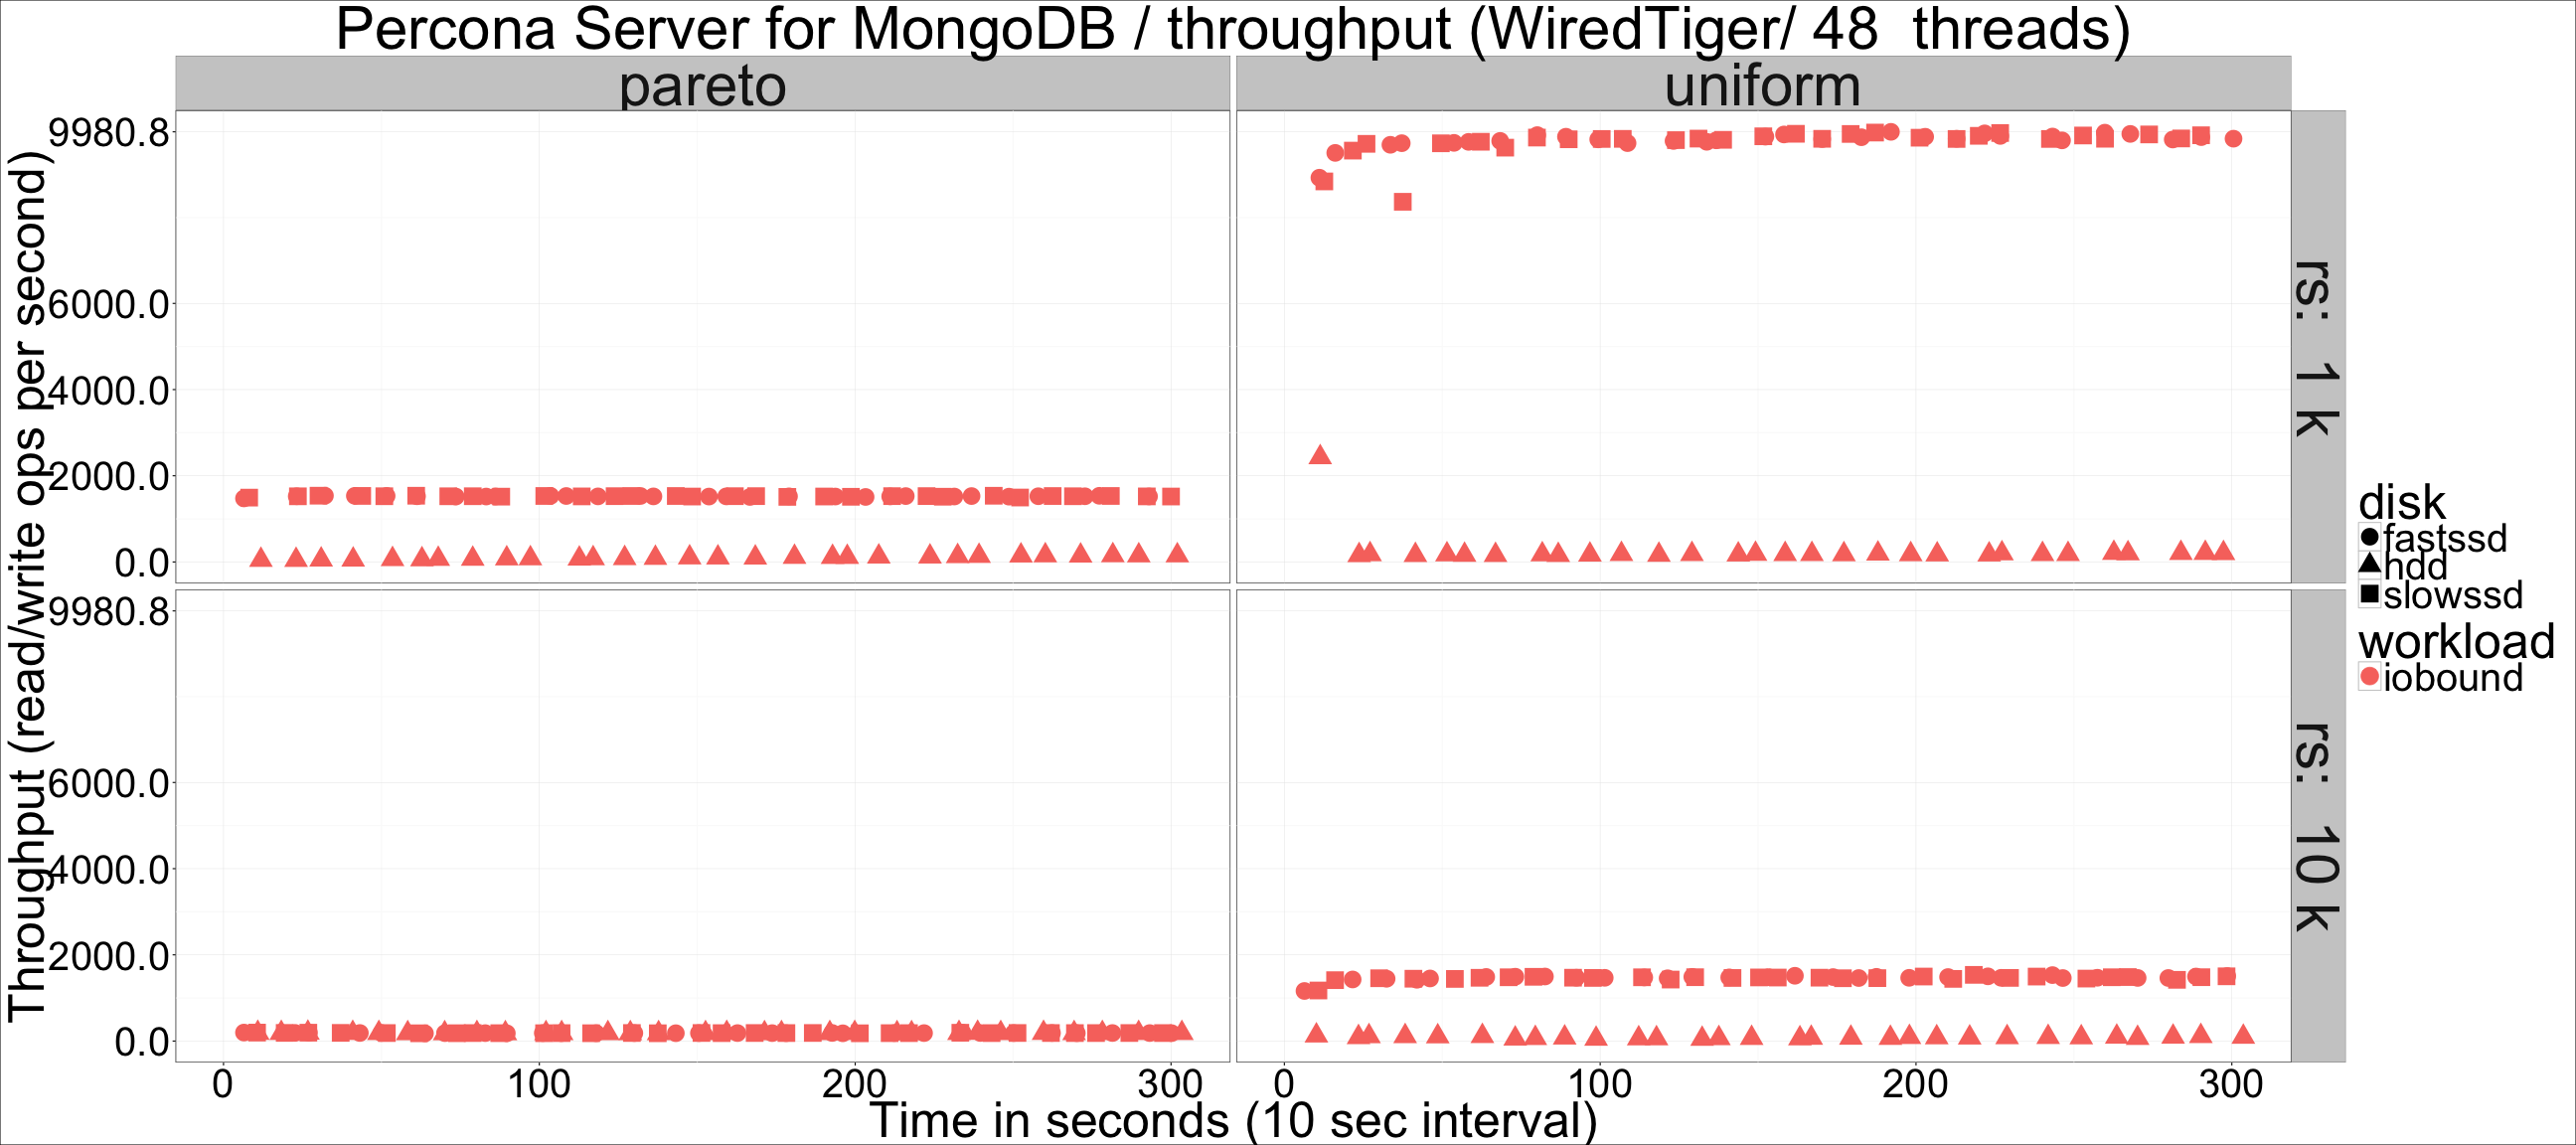 Percona Server for MongoDB / throughput (WiredTiger/ 48 threads)
pareto
uniform
Throughput (read/write ops per second)
9980.8
6000.0
4000.0
2000.0
0.0
rs: 1 k
9980.8
6000.0
4000.0
2000.0
0.0
rs: 10 k
0 100 200 300
0 100 200 300
Time in seconds (10 sec interval)
disk
fastssd
hdd
slowssd
workload
iobound